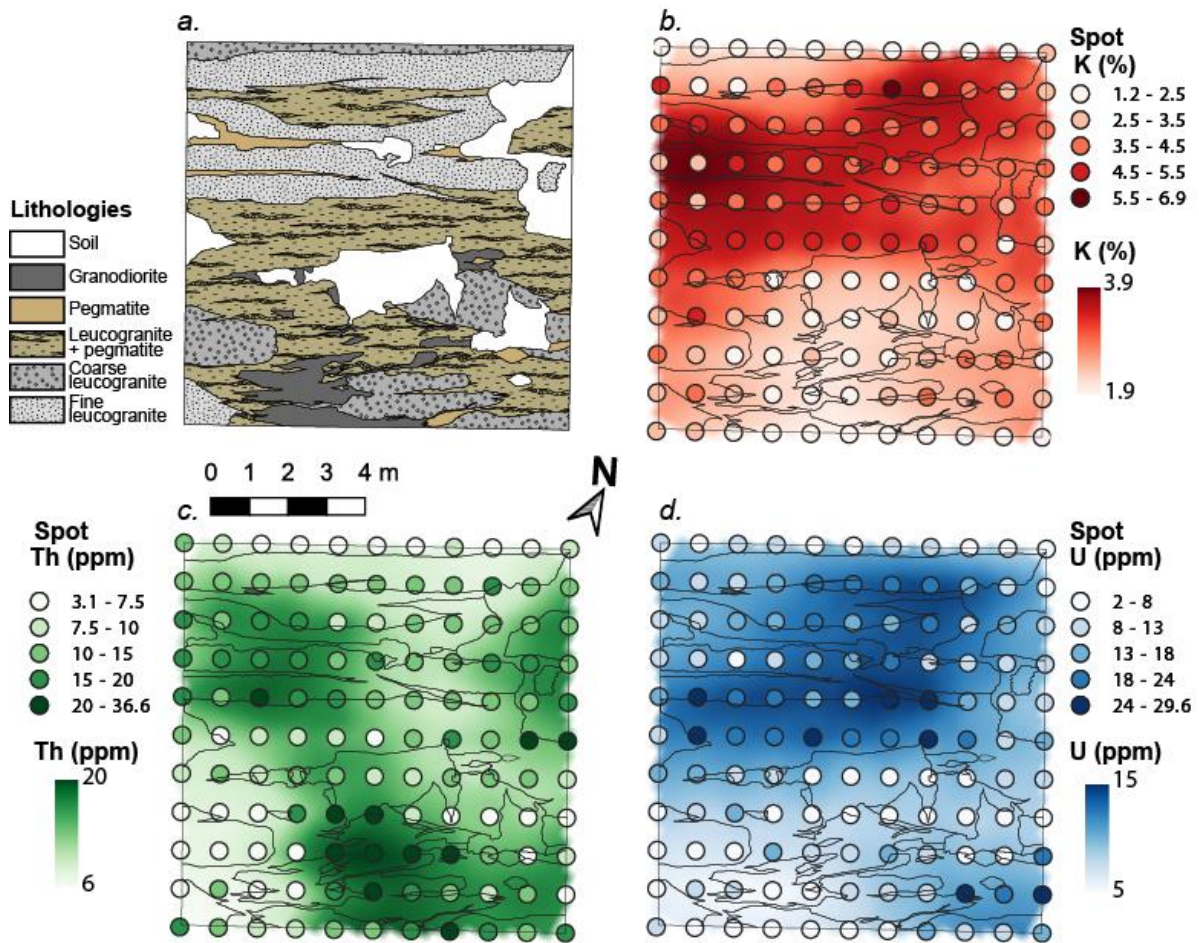 a.
Lithologies
Soil
Granodiorite
Pegmatite
Leucogranite
+ pegmatite
Coarse
leucogranite
Fine
leucogranite
b.
Spot
K (%)
1.2 - 2.5
2.5 - 3.5
3.5 - 4.5
4.5 - 5.5
5.5 - 6.9
K (%)
3.9
1.9
0 1 2 3 4 m
N
c.
Spot
Th (ppm)
3.1 - 7.5
7.5 - 10
10 - 15
15 - 20
20 - 36.6
Th (ppm)
20
6
d.
Spot
U (ppm)
2 - 8
8 - 13
13 - 18
18 - 24
24 - 29.6
U (ppm)
15
5